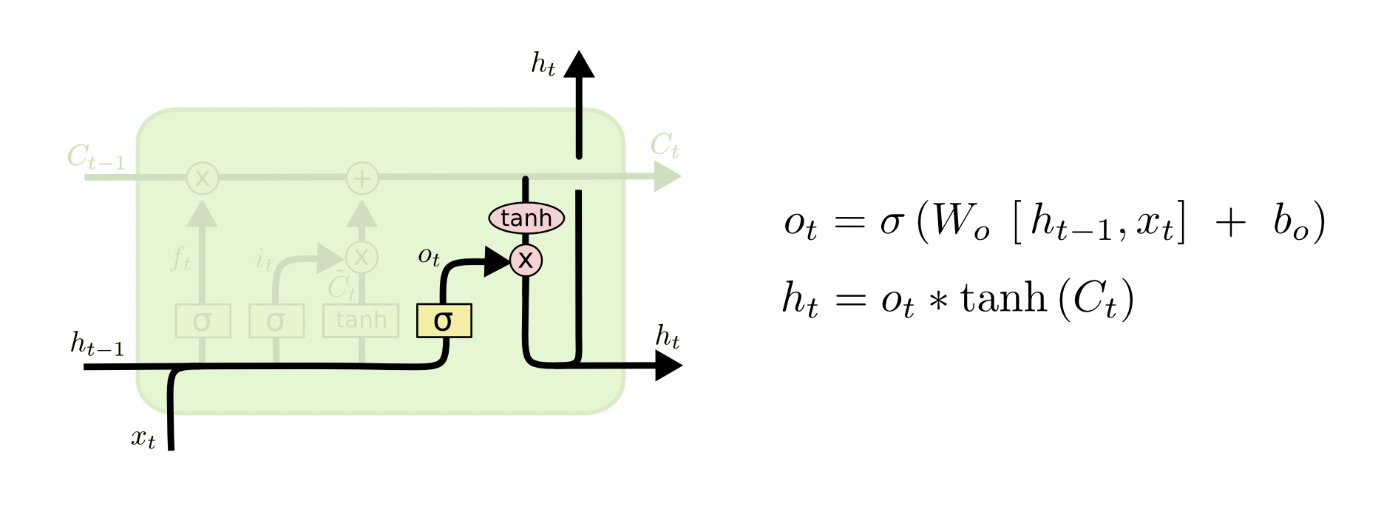 h_t
C_{t-1}
C_t
x
+
tanh
f_t
i_t
o_t
x
x
C̃_t
σ
σ
tanh
σ
h_{t-1}
h_t
x_t
o_t = σ (W_o [h_{t-1}, x_t] + b_o)
h_t = o_t * tanh (C_t)